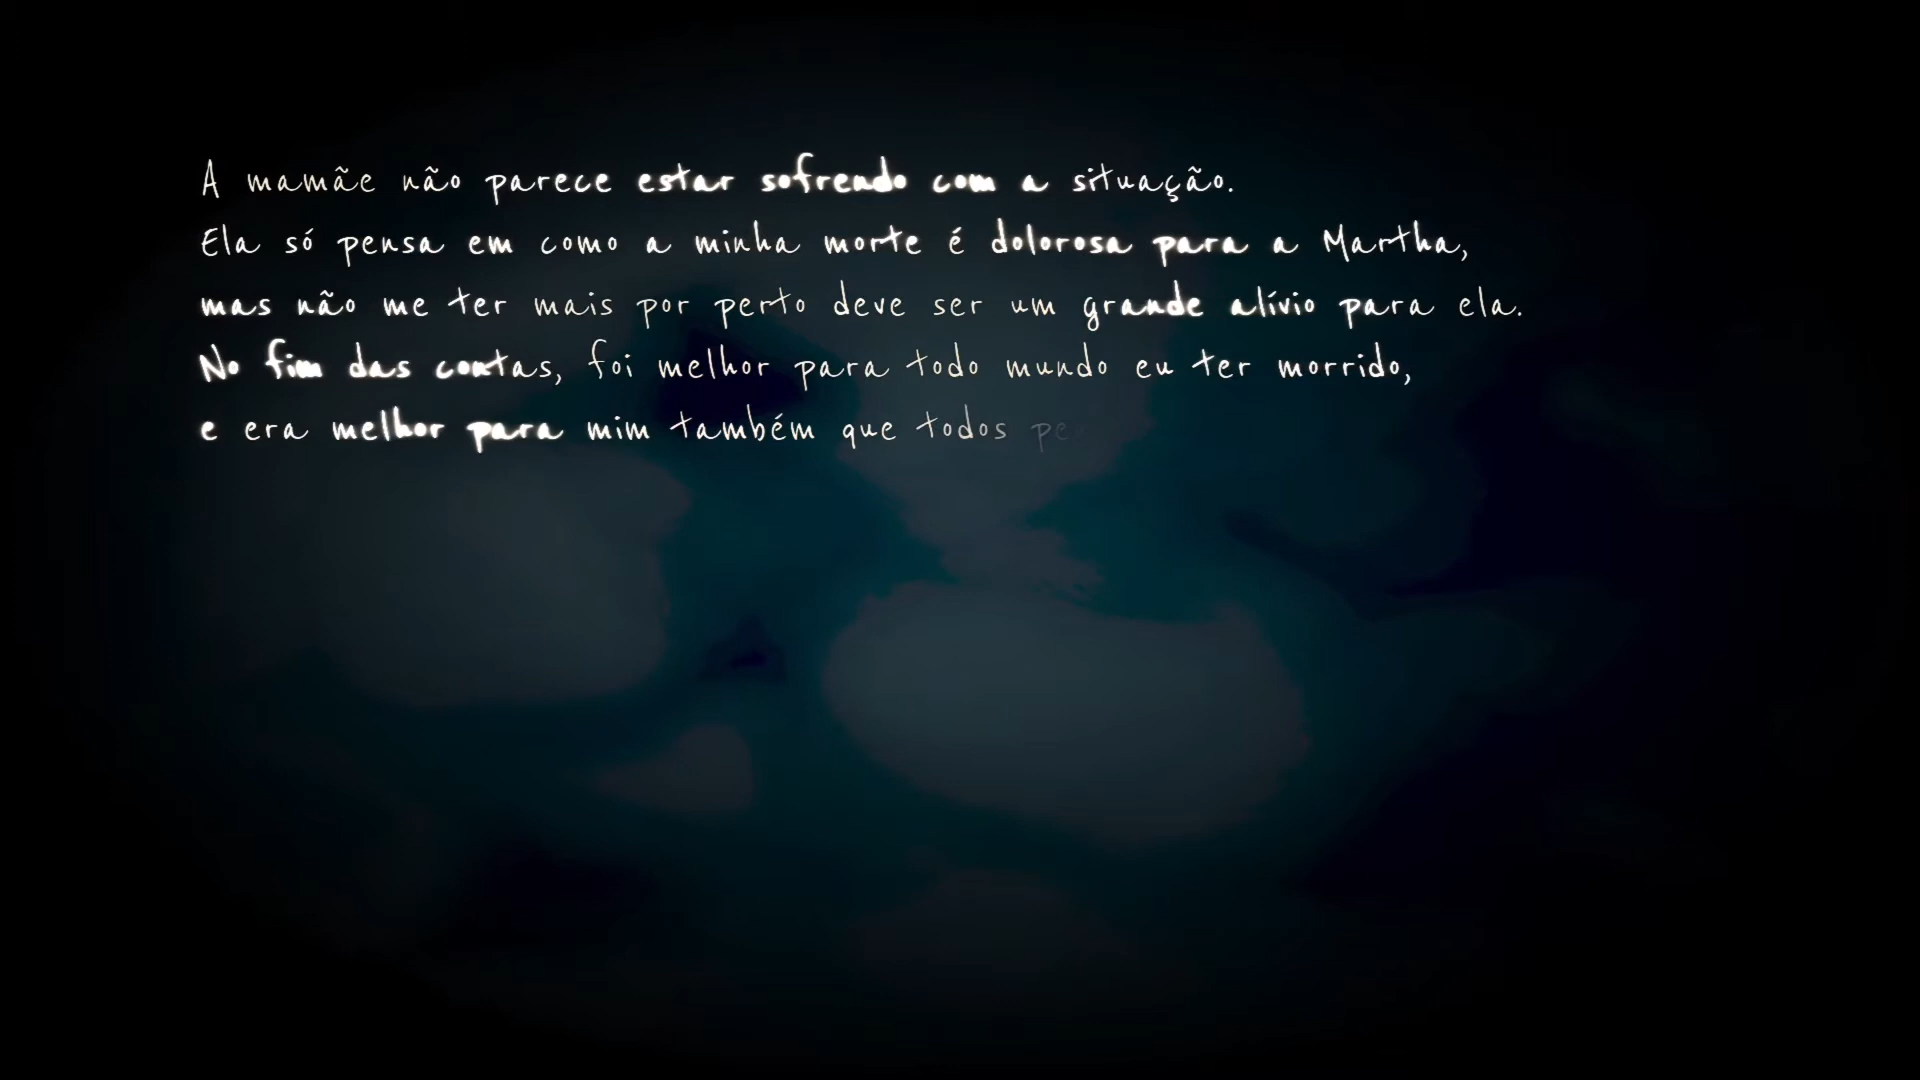 A mamãe não parece estar sofrendo com a situação.
Ela só pensa em como a minha morte é dolorosa para a Martha,
mas não me ter mais por perto deve ser um grande alívio para ela.
No fim das contas, foi melhor para todo mundo eu ter morrido,
e era melhor para mim também que todos